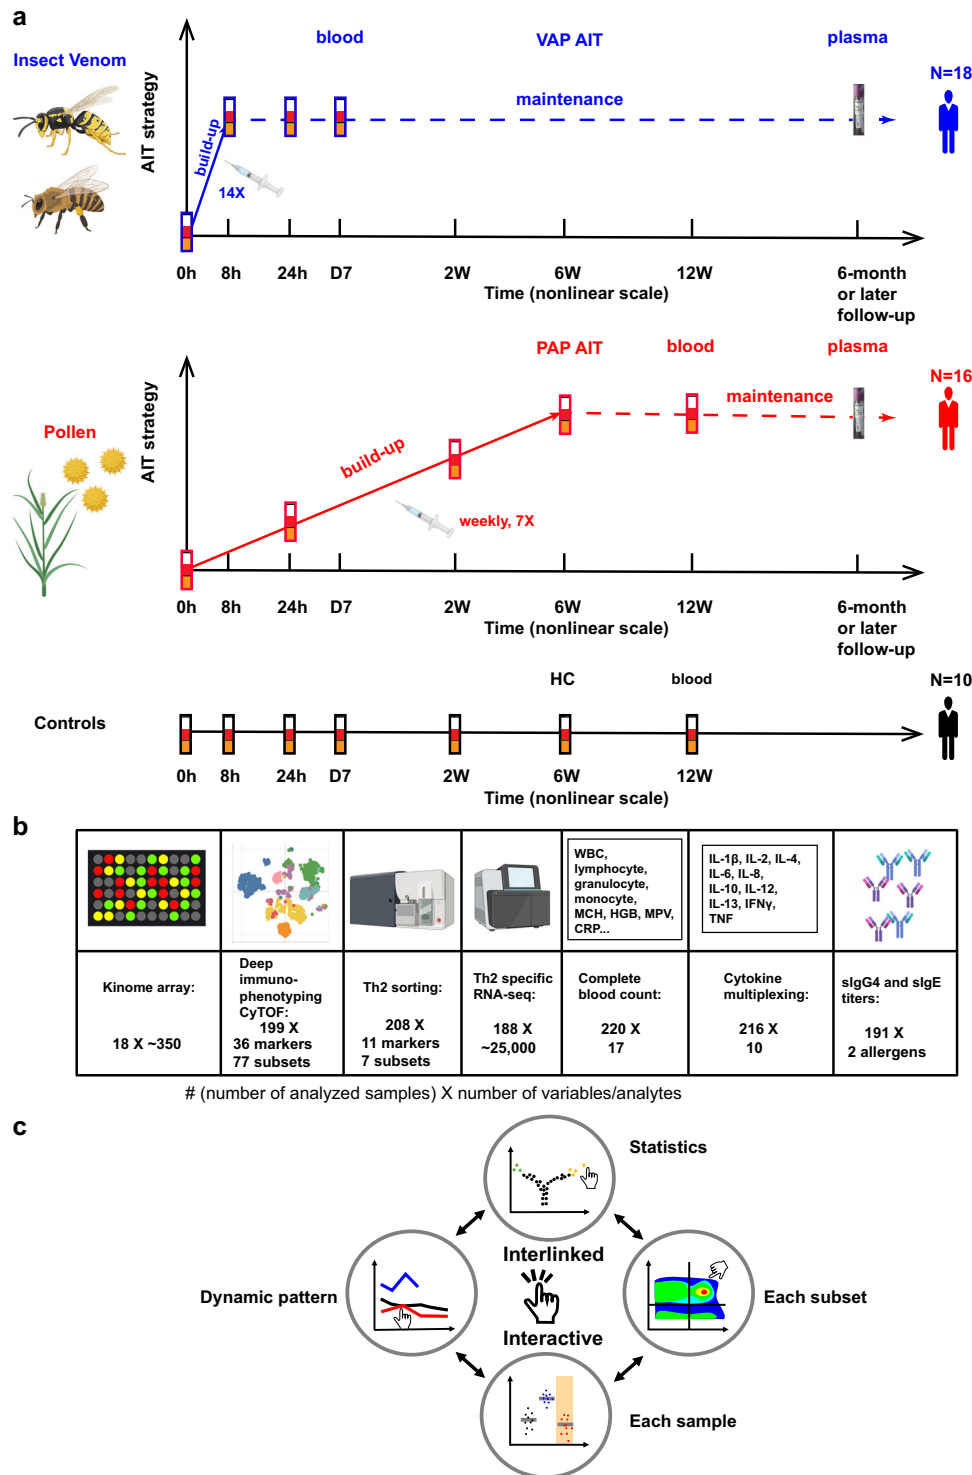 a
blood VAP AIT plasma
Insect Venom
N=18
AIT strategy
build-up
maintenance
14X
0h 8h 24h D7 2W 6W 12W 6-month
or later
follow-up
Time (nonlinear scale)
PAP AIT blood plasma
N=16
maintenance
Pollen
AIT strategy
build-up
weekly, 7X
0h 8h 24h D7 2W 6W 12W 6-month
or later
follow-up
Time (nonlinear scale)
HC blood N=10
Controls
0h 8h 24h D7 2W 6W 12W
Time (nonlinear scale)
b
WBC,
lymphocyte,
granulocyte,
monocyte,
MCH, HGB, MPV,
CRP...
IL-1β, IL-2, IL-4,
IL-6, IL-8,
IL-10, IL-12,
IL-13, IFNγ,
TNF
Kinome array:
18 X ~350
Deep
immuno-
phenotyping
CyTOF:
199 X
36 markers
77 subsets
Th2 sorting:
208 X
11 markers
7 subsets
Th2 specific
RNA-seq:
188 X
~25,000
Complete
blood count:
220 X
17
Cytokine
multiplexing:
216 X
10
sIgG4 and sIgE
titers:
191 X
2 allergens
# (number of analyzed samples) X number of variables/analytes
c
Statistics
Interlinked
Dynamic pattern
Each subset
Interactive
Each sample